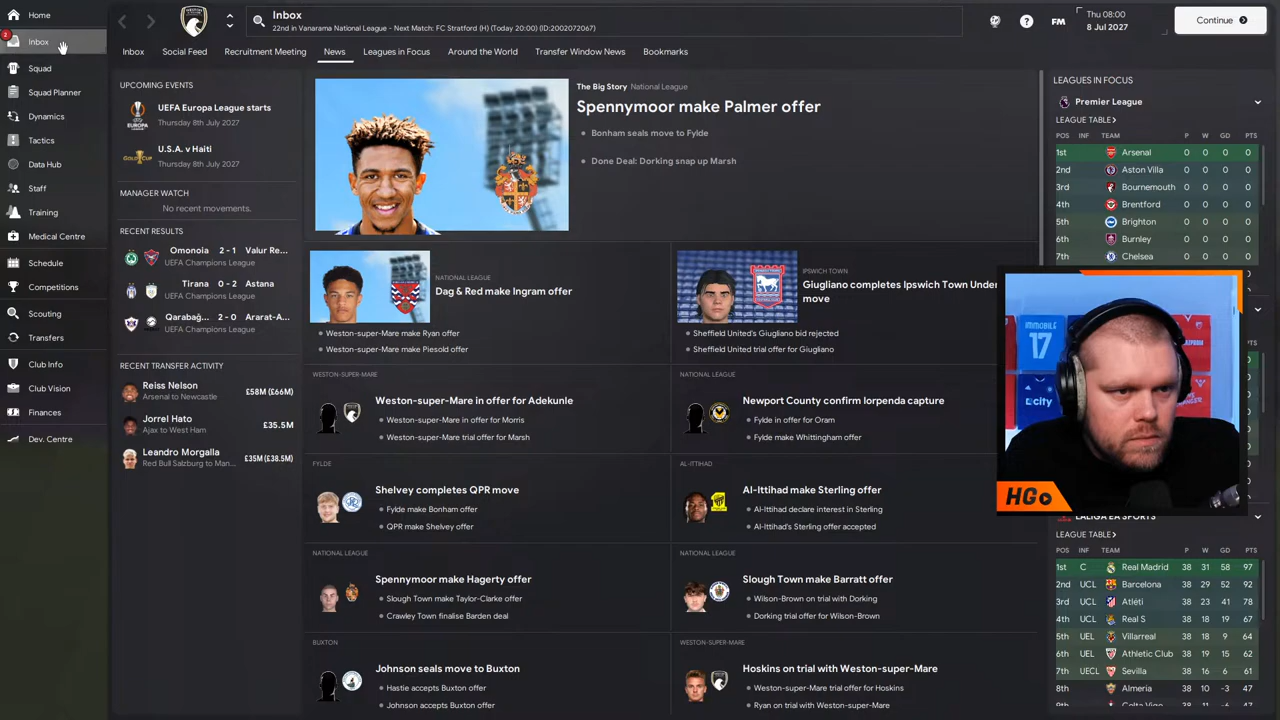 Home
2
Inbox
Squad
Squad Planner
Dynamics
Tactics
Data Hub
Staff
Training
Medical Centre
Schedule
Competitions
Scouting
Transfers
Club Info
Club Vision
Finances
Dev. Centre
Inbox
22nd in Vanarama National League - Next Match: FC Stratford (H) (Today 20:00) (ID:2002072067)
FM
Thu 08:00
8 Jul 2027
Continue
Inbox
Social Feed
Recruitment Meeting
News
Leagues in Focus
Around the World
Transfer Window News
Bookmarks
UPCOMING EVENTS
UEFA Europa League starts
Thursday 8th July 2027
U.S.A. v Haiti
Thursday 8th July 2027
MANAGER WATCH
No recent movements.
RECENT RESULTS
Omonoia 2 - 1 Valur Re...
UEFA Champions League
Tirana 0 - 2 Astana
UEFA Champions League
Qarabağ... 2 - 0 Ararat-A...
UEFA Champions League
RECENT TRANSFER ACTIVITY
Reiss Nelson
Arsenal to Newcastle
£58M (£66M)
Jorrel Hato
Ajax to West Ham
£35.5M
Leandro Morgalla
Red Bull Salzburg to Man...
£35M (£38.5M)
The Big Story National League
Spennymoor make Palmer offer
Bonham seals move to Fylde
Done Deal: Dorking snap up Marsh
NATIONAL LEAGUE
Dag & Red make Ingram offer
Weston-super-Mare make Ryan offer
Weston-super-Mare make Piesold offer
IPSWICH TOWN
Giugliano completes Ipswich Town Under
move
Sheffield United's Giugliano bid rejected
Sheffield United trial offer for Giugliano
WESTON-SUPER-MARE
Weston-super-Mare in offer for Adekunle
Weston-super-Mare in offer for Morris
Weston-super-Mare trial offer for Marsh
NATIONAL LEAGUE
Newport County confirm Iorpenda capture
Fylde in offer for Oram
Fylde make Whittingham offer
FYLDE
Shelvey completes QPR move
Fylde make Bonham offer
QPR make Shelvey offer
AL-ITTIHAD
Al-Ittihad make Sterling offer
Al-Ittihad declare interest in Sterling
Al-Ittihad's Sterling offer accepted
NATIONAL LEAGUE
Spennymoor make Hagerty offer
Slough Town make Taylor-Clarke offer
Crawley Town finalise Barden deal
NATIONAL LEAGUE
Slough Town make Barratt offer
Wilson-Brown on trial with Dorking
Dorking trial offer for Wilson-Brown
BUXTON
Johnson seals move to Buxton
Hastie accepts Buxton offer
Johnson accepts Buxton offer
WESTON-SUPER-MARE
Hoskins on trial with Weston-super-Mare
Weston-super-Mare trial offer for Hoskins
Ryan on trial with Weston-super-Mare
LEAGUES IN FOCUS
Premier League
LEAGUE TABLE
POS INF TEAM P W GD PTS
1st Arsenal 0 0 0 0
2nd Aston Villa 0 0 0 0
3rd Bournemouth 0 0 0 0
4th Brentford 0 0 0 0
5th Brighton 0 0 0 0
6th Burnley 0 0 0 0
7th Chelsea 0 0 0 0
IMMOBILE
17
city
HG
LALIGA EA SPORTS
LEAGUE TABLE
POS INF TEAM P W GD PTS
1st C Real Madrid 38 31 58 97
2nd UCL Barcelona 38 29 52 92
3rd UCL Atléti 38 23 41 78
4th UCL Real S 38 18 19 67
5th UEL Villarreal 38 18 9 64
6th UEL Athletic Club 38 19 15 62
7th UECL Sevilla 38 16 6 61
8th Almería 38 10 -3 47
9th Celta Vigo 38 11 -6 46